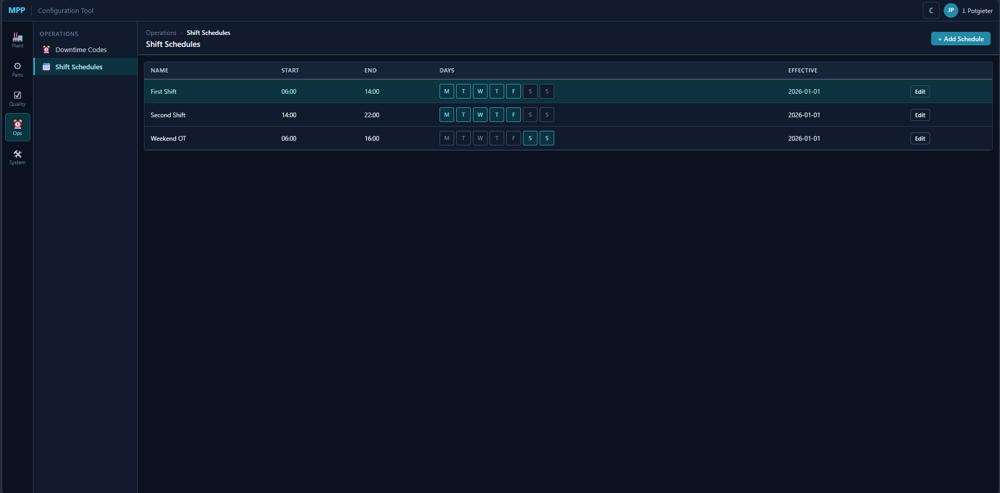 MPP Configuration Tool
JP J. Potgieter
Plant
Parts
Quality
Ops
System
OPERATIONS
Downtime Codes
Shift Schedules
Operations › Shift Schedules
Shift Schedules
+ Add Schedule
NAME START END DAYS EFFECTIVE
First Shift 06:00 14:00 M T W T F S S 2026-01-01 Edit
Second Shift 14:00 22:00 M T W T F S S 2026-01-01 Edit
Weekend OT 06:00 16:00 M T W T F S S 2026-01-01 Edit